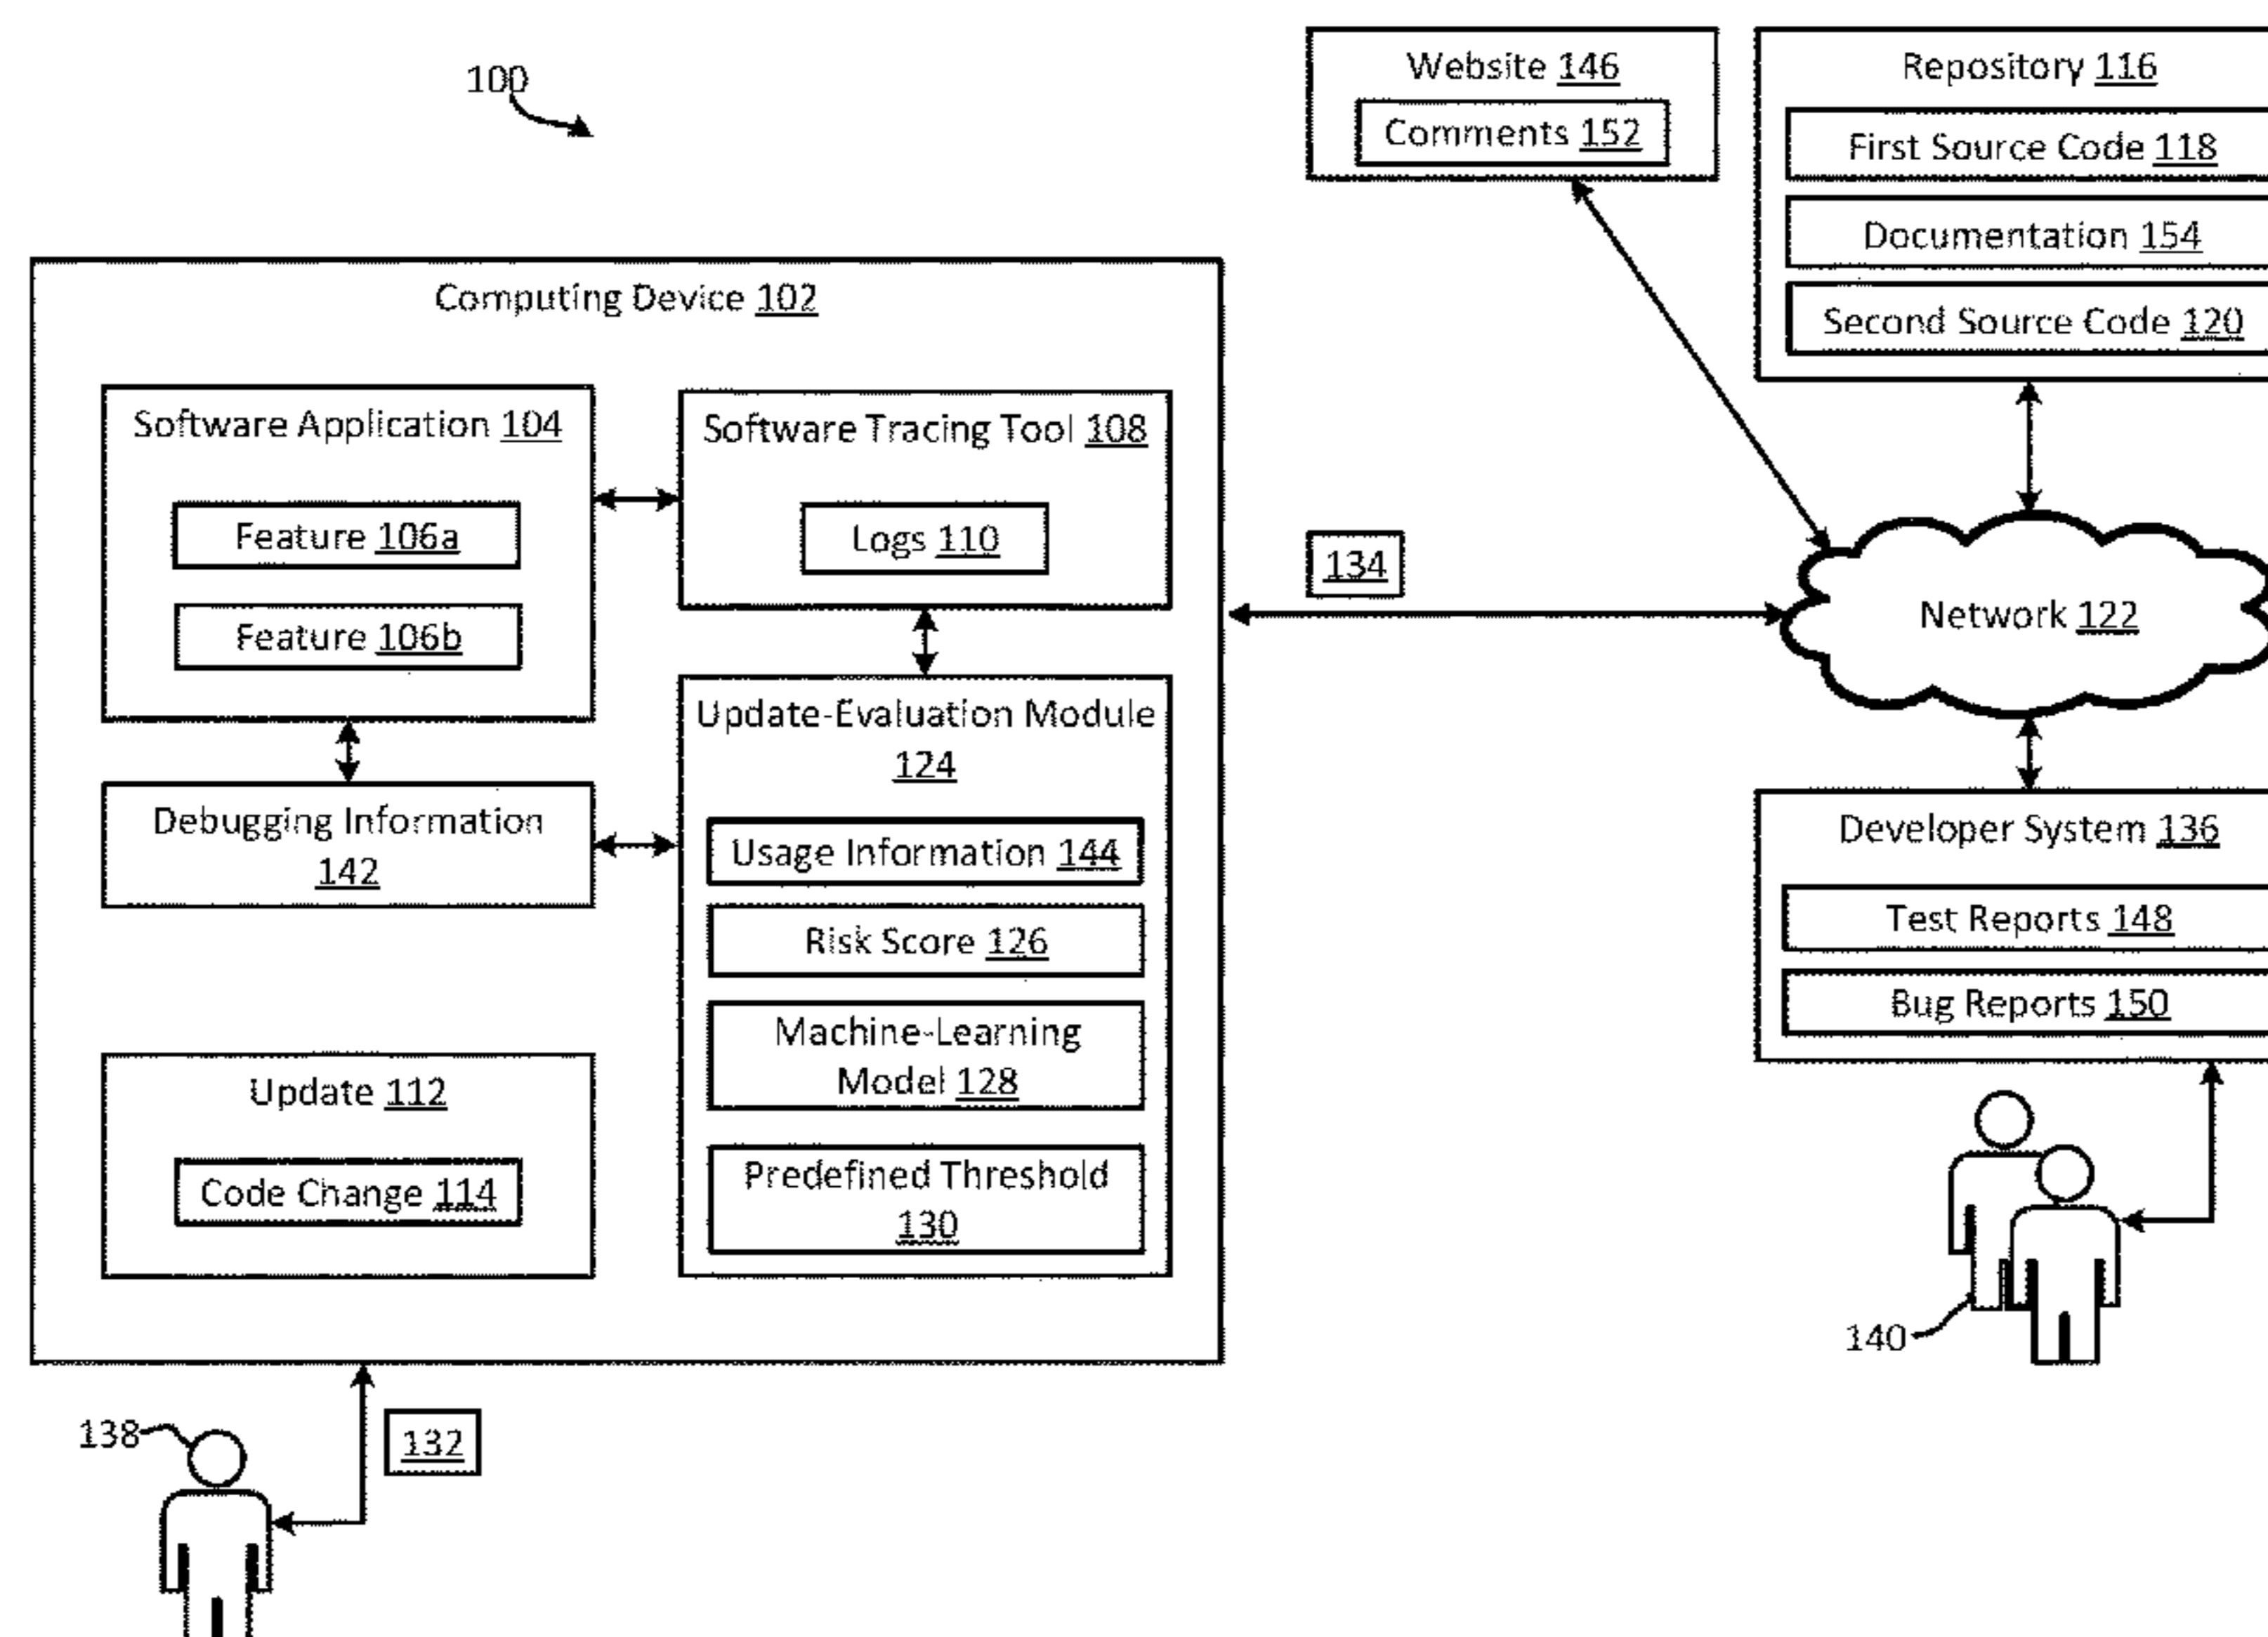 100
Website 146
Comments 152
Repository 116
First Source Code 118
Documentation 154
Second Source Code 120
Computing Device 102
Software Application 104
Feature 106a
Feature 106b
Software Tracing Tool 108
Logs 110
134
Network 122
Debugging Information
142
Update-Evaluation Module
124
Usage Information 144
Risk Score 126
Machine-Learning
Model 128
Predefined Threshold
130
Update 112
Code Change 114
Developer System 136
Test Reports 148
Bug Reports 150
140
138
132